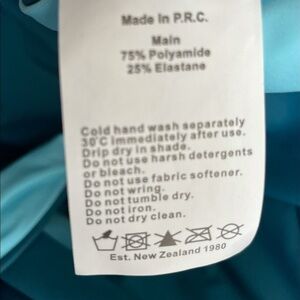 Made In P.R.C.
Main
75% Polyamide
25% Elastane
Cold hand wash separately
30°C immediately after use.
Drip dry in shade.
Do not use harsh detergents
or bleach.
Do not use fabric softener.
Do not wring.
Do not tumble dry.
Do not iron.
Do not dry clean.
Est. New Zealand 1980